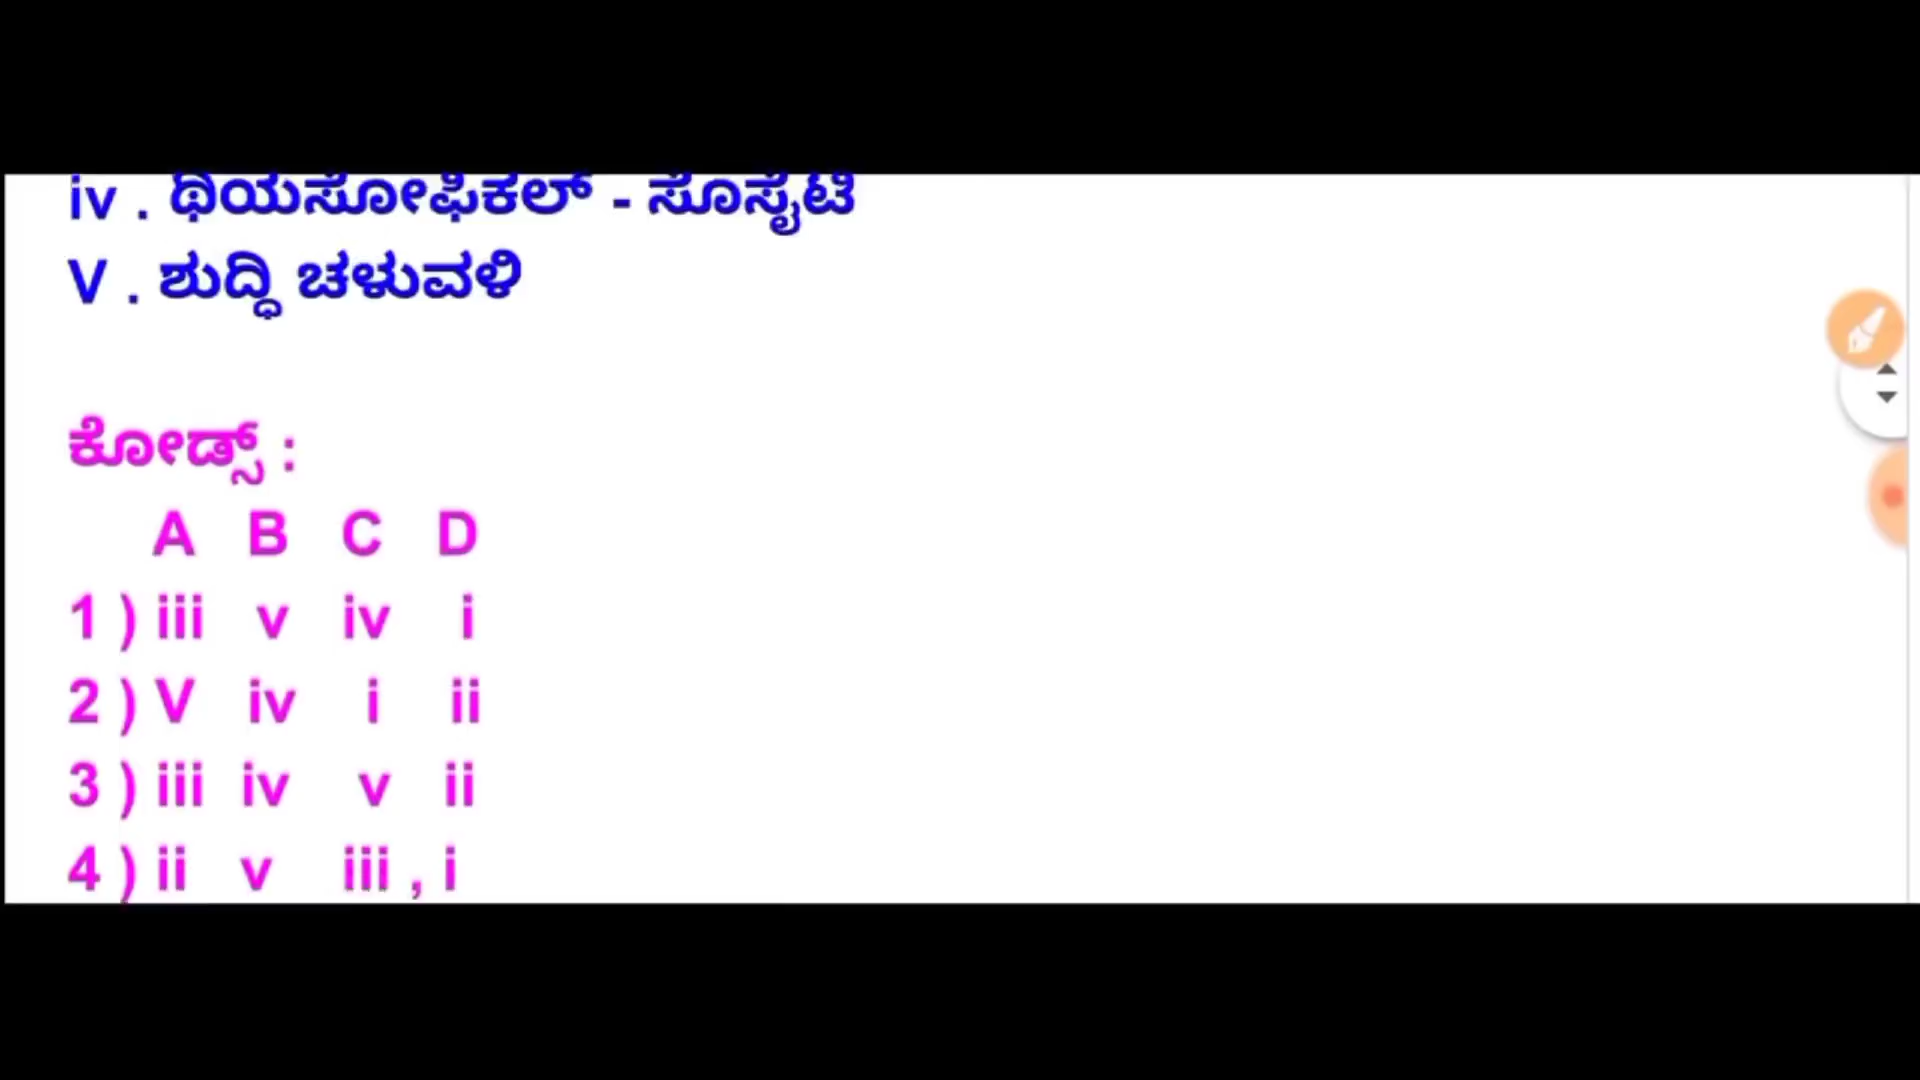 iv . ಥಿಯಸೋಫಿಕಲ್ - ಸೊಸೈಟಿ
V . ಶುದ್ಧಿ ಚಳುವಳಿ
ಕೋಡ್ಸ್ :
A B C D
1 ) iii v iv i
2 ) V iv i ii
3 ) iii iv v ii
4 ) ii v iii , i